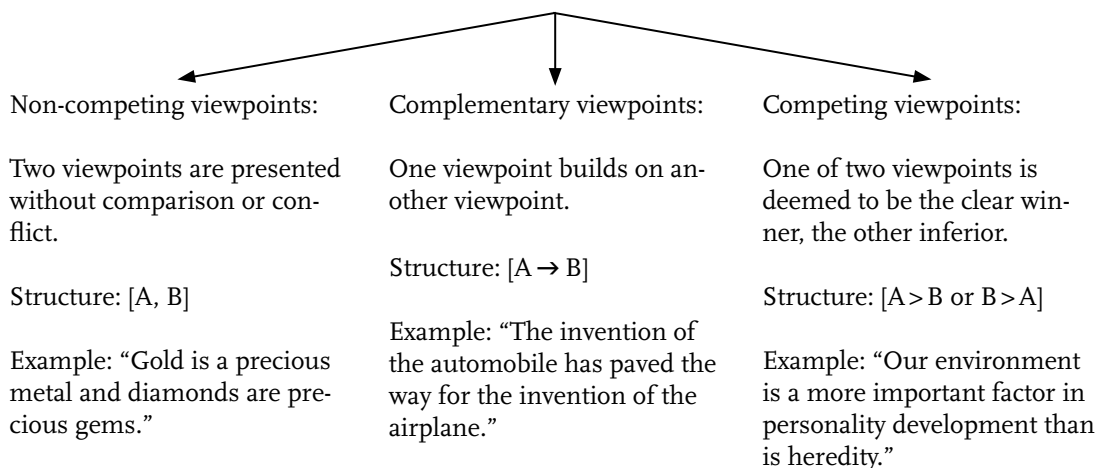 Non-competing viewpoints:
Two viewpoints are presented
without comparison or con-
flict.
Structure: [A, B]
Example: “Gold is a precious
metal and diamonds are pre-
cious gems.”
Complementary viewpoints:
One viewpoint builds on an-
other viewpoint.
Structure: [A → B]
Example: “The invention of
the automobile has paved the
way for the invention of the
airplane.”
Competing viewpoints:
One of two viewpoints is
deemed to be the clear win-
ner, the other inferior.
Structure: [A > B or B > A]
Example: “Our environment
is a more important factor in
personality development than
is heredity.”